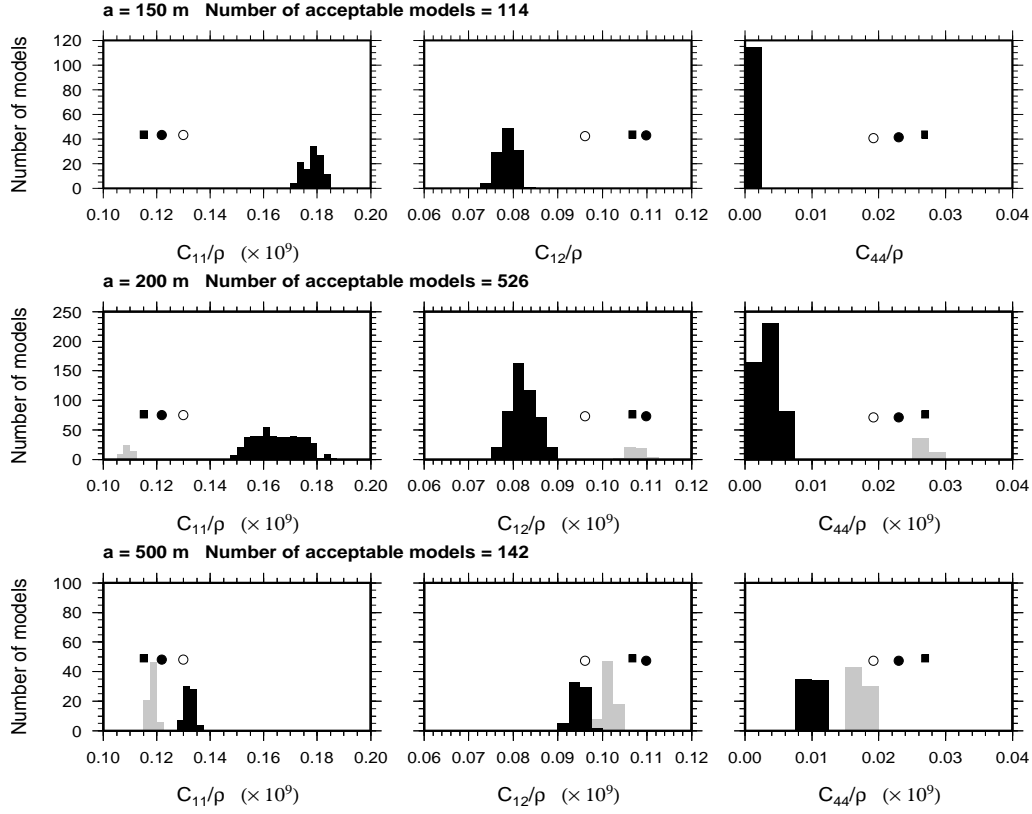 a = 150 m Number of acceptable models = 114
Number of models
120
100
80
60
40
20
0
0.10 0.12 0.14 0.16 0.18 0.20
0.06 0.07 0.08 0.09 0.10 0.11 0.12
0.00 0.01 0.02 0.03 0.04
C₁₁/ρ (× 10⁹)
C₁₂/ρ
C₄₄/ρ
a = 200 m Number of acceptable models = 526
Number of models
250
200
150
100
50
0
0.10 0.12 0.14 0.16 0.18 0.20
0.06 0.07 0.08 0.09 0.10 0.11 0.12
0.00 0.01 0.02 0.03 0.04
C₁₁/ρ (× 10⁹)
C₁₂/ρ (× 10⁹)
C₄₄/ρ (× 10⁹)
a = 500 m Number of acceptable models = 142
Number of models
100
80
60
40
20
0
0.10 0.12 0.14 0.16 0.18 0.20
0.06 0.07 0.08 0.09 0.10 0.11 0.12
0.00 0.01 0.02 0.03 0.04
C₁₁/ρ (× 10⁹)
C₁₂/ρ (× 10⁹)
C₄₄/ρ (× 10⁹)